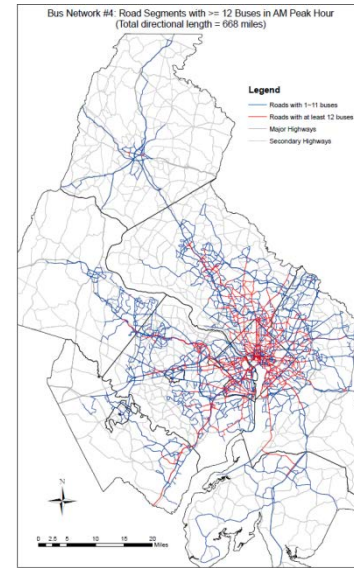 Bus Network #4: Road Segments with >= 12 Buses in AM Peak Hour
(Total directional length = 668 miles)
Legend
Roads with 1~11 buses
Roads with at least 12 buses
Major Highways
Secondary Highways
N
0 2.5 5 10 15 20
Miles